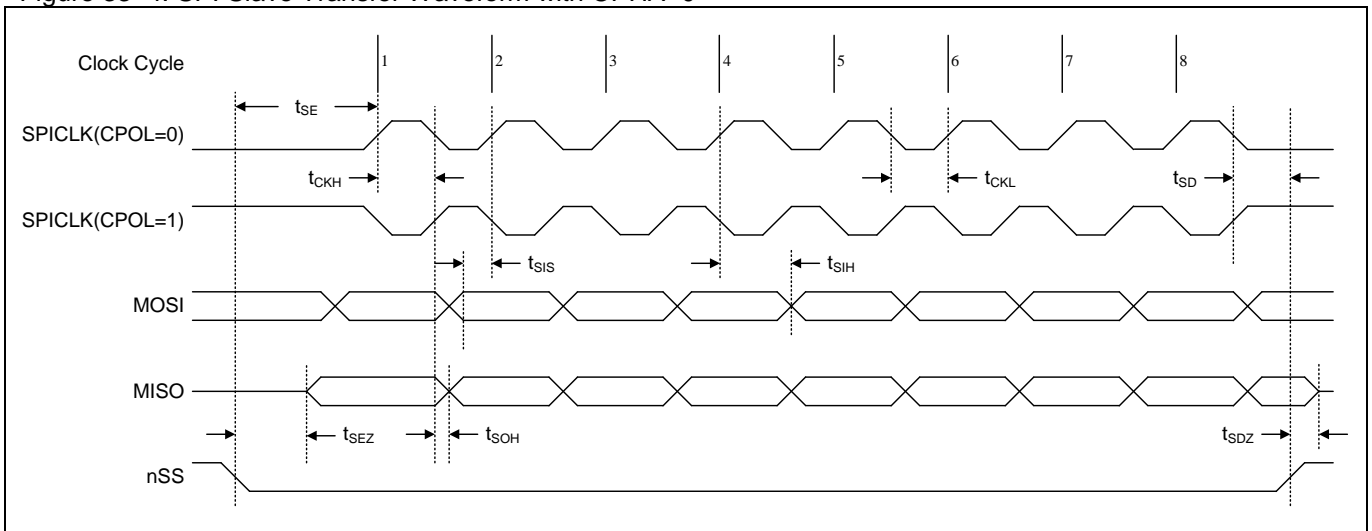 Figure 35-4. SPI Slave Transfer Waveform with CPHA=0
Clock Cycle 1 2 3 4 5 6 7 8
tSE
SPICLK(CPOL=0)
tCKH tCKL tSD
SPICLK(CPOL=1)
tSIS tSIH
MOSI
MISO
tSEZ tSOH tSDZ
nSS